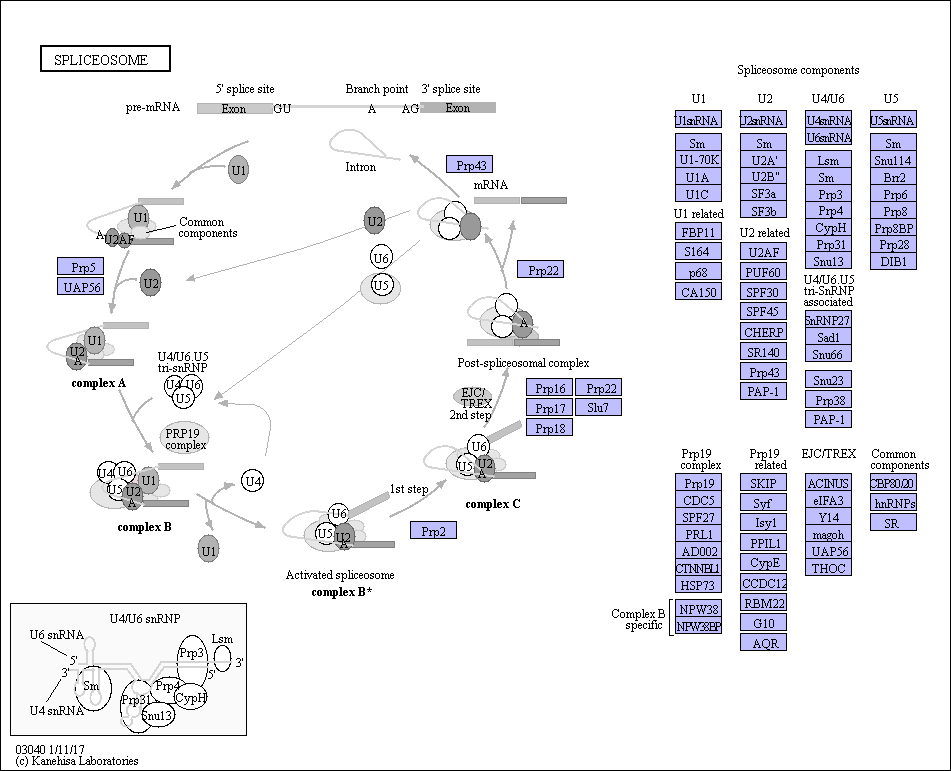 SPLICEOSOME
5' splice site
Branch point
3' splice site
pre-mRNA
Exon
GU
A
AG
Exon
U1
Intron
Prp43
mRNA
U1
A
U2AF
Common
components
U2
U6
U5
Prp5
UAP56
U2
Prp22
U1
U2
A
complex A
A
Post-spliceosomal complex
U4/U6.U5
tri-snRNP
U4
U6
U5
EJC/
TREX
2nd step
Prp16
Prp22
Prp17
Slu7
Prp18
PRP19
complex
U4
U6
U5
U1
U2
A
complex B
U4
U1
U6
U5
U2
A
complex C
1st step
U6
U5
U2
A
Prp2
Activated spliceosome
complex B*
Spliceosome components
U1
U1snRNA
Sm
U1-70K
U1A
U1C
U1 related
FBP11
S164
p68
CA150
U2
U2snRNA
Sm
U2A'
U2B"
SF3a
SF3b
U2 related
U2AF
PUF60
SPF30
SPF45
CHERP
SR140
Prp43
PAP-1
U4/U6
U4snRNA
U6snRNA
Lsm
Sm
Prp3
Prp4
CypH
Prp31
Snu13
U4/U6.U5
tri-SnRNP
associated
SnRNP27
Sad1
Snu66
Snu23
Prp38
PAP-1
U5
U5snRNA
Sm
Snu114
Brr2
Prp6
Prp8
Prp8BP
Prp28
DIB1
Prp19
complex
Prp19
CDC5
SPF27
PRL1
AD002
CTNNBL1
HSP73
Complex B
specific
NPW38
NPW38BP
Prp19
related
SKIP
Syf
Isy1
PPIL1
CypE
CCDC12
RBM22
G10
AQR
EJC/TREX
ACINUS
eIFA3
Y14
magoh
UAP56
THOC
Common
components
CBP80/20
hnRNPs
SR
U4/U6 snRNP
U6 snRNA
5'
3'
Sm
U4 snRNA
Prp3
Lsm
3'
5'
Prp4
Prp31
CypH
Snu13
03040 1/11/17
(c) Kanehisa Laboratories